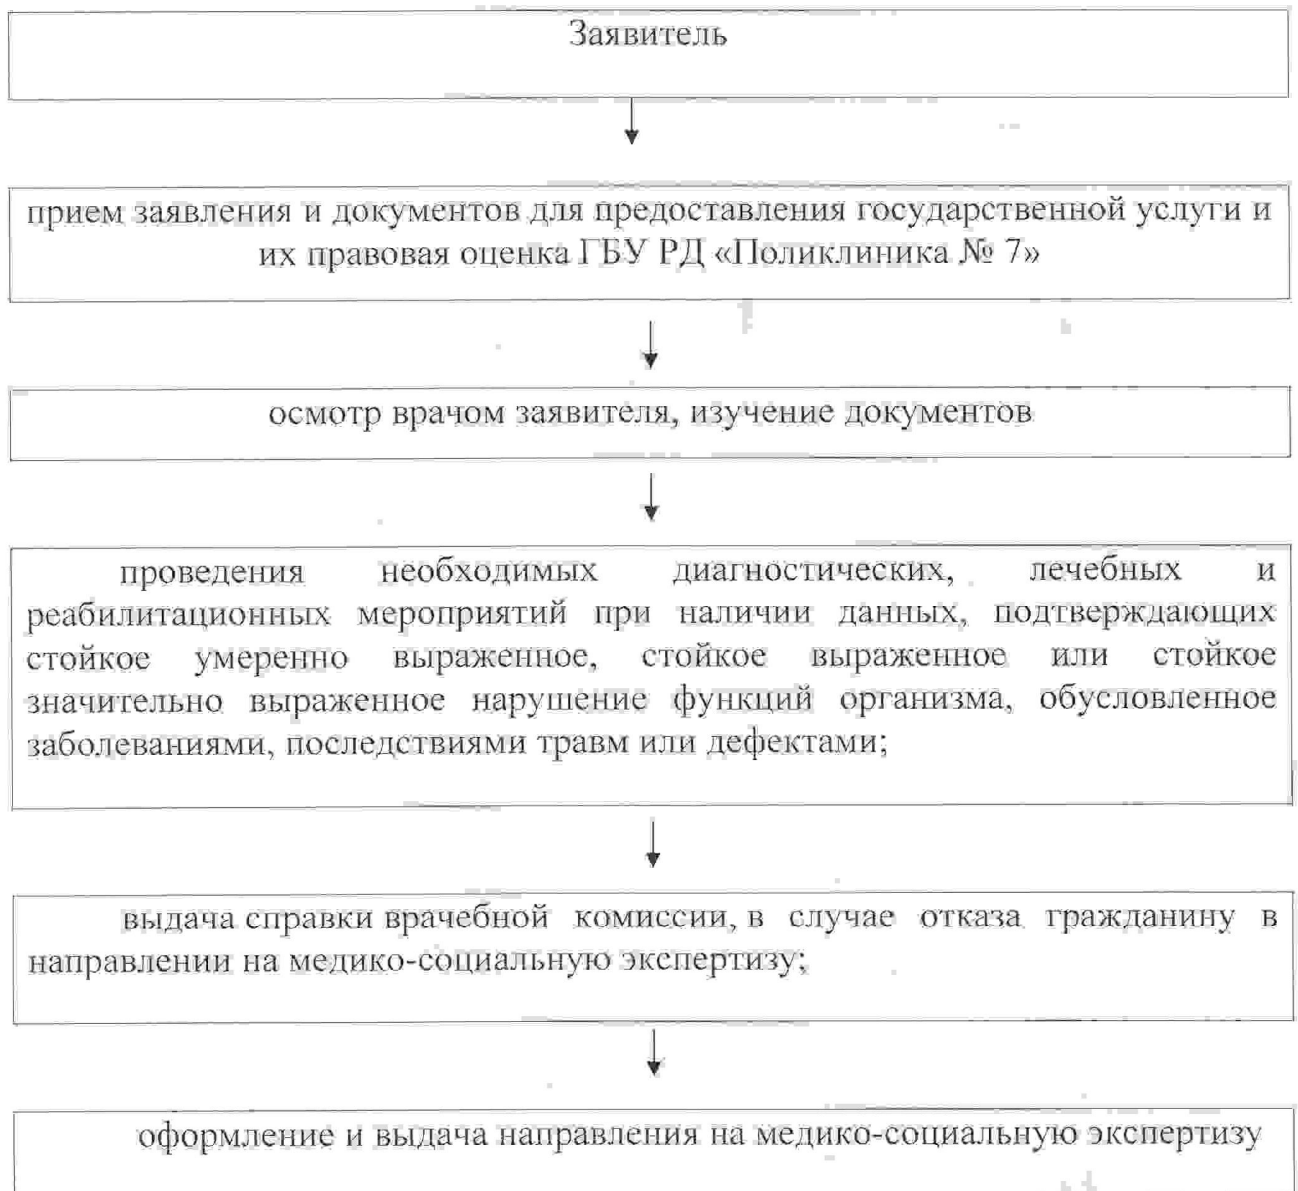 Заявитель
прием заявления и документов для предоставления государственной услуги и
их правовая оценка ГБУ РД «Поликлиника № 7»
осмотр врачом заявителя, изучение документов
проведения необходимых диагностических, лечебных и
реабилитационных мероприятий при наличии данных, подтверждающих
стойкое умеренно выраженное, стойкое выраженное или стойкое
значительно выраженное нарушение функций организма, обусловленное
заболеваниями, последствиями травм или дефектами;
выдача справки врачебной комиссии, в случае отказа гражданину в
направлении на медико-социальную экспертизу;
оформление и выдача направления на медико-социальную экспертизу